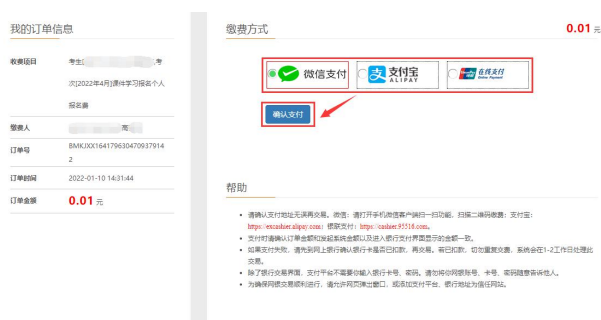 我的订单信息
收费项目
考生
,考
次[2022年4月]课件学习报名个人
报名费
缴费人
高
订单号
BMKJXX164179630470937914
2
订单时间
2022-01-10 14:31:44
订单金额
0.01 元
缴费方式
0.01 元
微信支付
支付宝
ALIPAY
在线支付
Online Payment
确认支付
帮助
请确认支付地址无误再交易。微信：请打开手机微信客户端扫一扫功能，扫描二维码缴费；支付宝：
https://excashier.alipay.com；银联支付：https://cashier.95516.com。
支付时请确认订单金额和发起系统金额以及进入银行支付界面显示的金额一致。
如果支付失败，请先到网上银行确认银行卡是否已扣款，再交易。若已扣款，切勿重复交费，系统会在1-2工作日处理此
交易。
除了银行交易界面，支付平台不需要你输入银行卡号、密码。请勿将你网银账号、卡号、密码随意告诉他人。
为确保网银交易顺利进行，请允许网页弹出窗口，或添加支付平台、银行地址为信任网站。